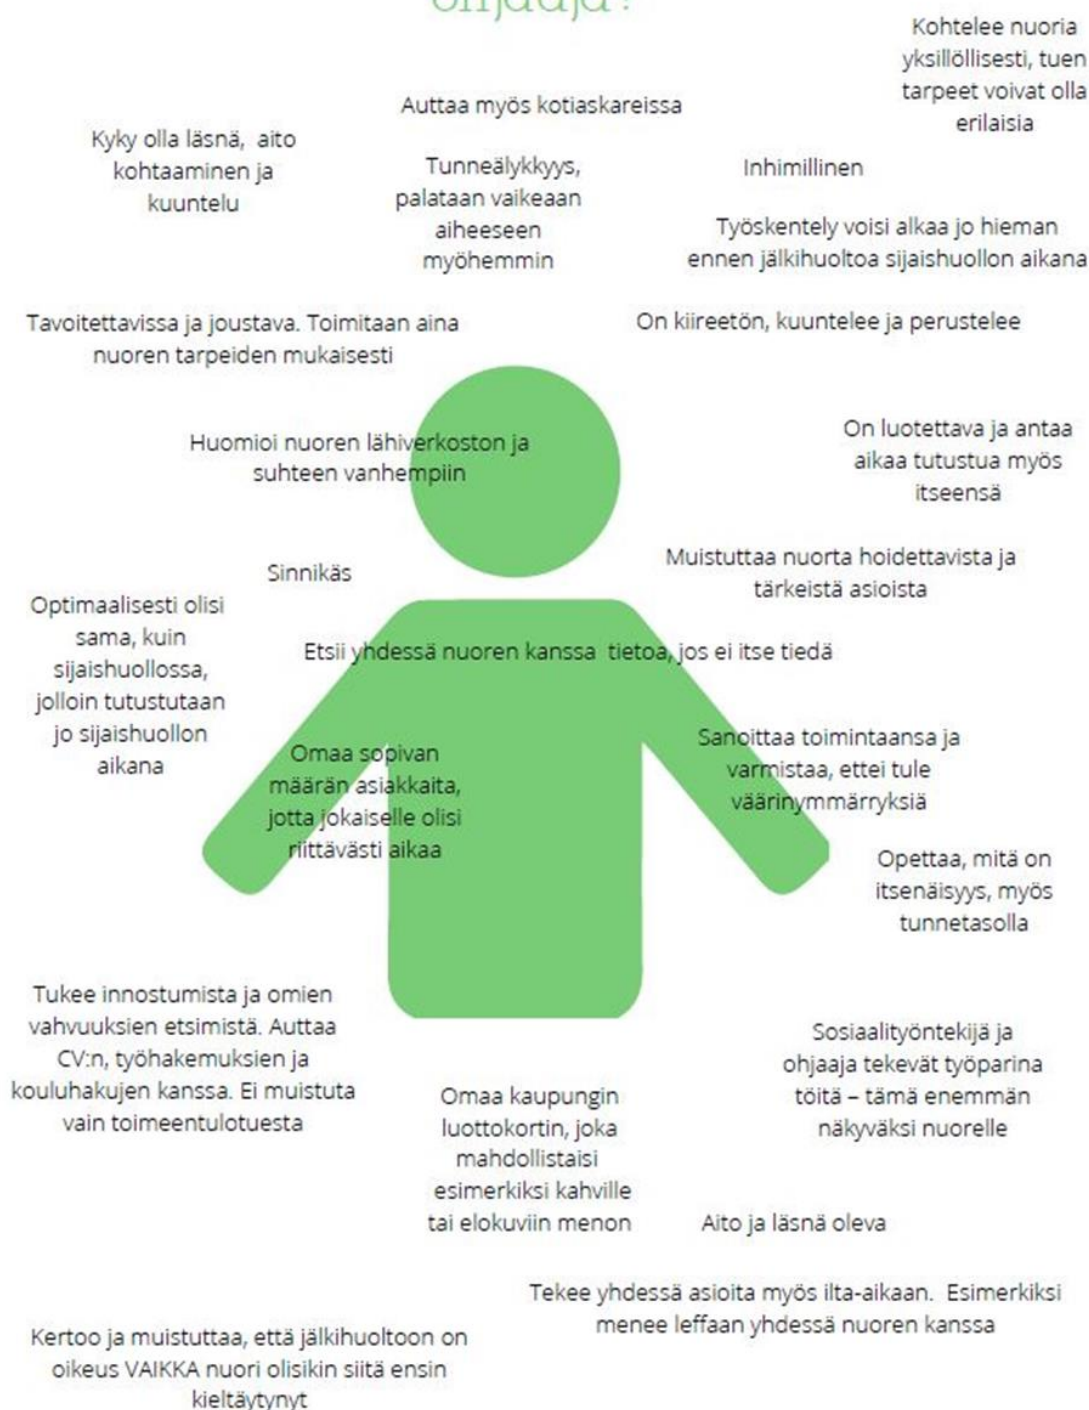 ohjaaja?
Kohtelee nuoria
yksillöllisesti, tuen
tarpeet voivat olla
erilaisia
Auttaa myös kotiaskareissa
Kyky olla läsnä, aito
kohtaaminen ja
kuuntelu
Tunneälykkyys,
palataan vaikeaan
aiheeseen
myöhemmin
Inhimillinen
Työskentely voisi alkaa jo hieman
ennen jälkihuoltoa sijaishuollon aikana
Tavoitettavissa ja joustava. Toimitaan aina
nuoren tarpeiden mukaisesti
On kiireetön, kuuntelee ja perustelee
Huomioi nuoren lähiverkoston ja
suhteen vanhempiin
On luotettava ja antaa
aikaa tutustua myös
itseensä
Sinnikäs
Muistuttaa nuorta hoidettavista ja
tärkeistä asioista
Optimaalisesti olisi
sama, kuin
sijaishuollossa,
jolloin tutustutaan
jo sijaishuollon
aikana
Etsii yhdessä nuoren kanssa tietoa, jos ei itse tiedä
Omaa sopivan
määrän asiakkaita,
jotta jokaiselle olisi
riittävästi aikaa
Sanoittaa toimintaansa ja
varmistaa, ettei tule
väärinymmärryksiä
Opettaa, mitä on
itsenäisyys, myös
tunnetasolla
Tukee innostumista ja omien
vahvuuksien etsimistä. Auttaa
CV:n, työhakemuksien ja
kouluhakujen kanssa. Ei muistuta
vain toimeentulotuesta
Sosiaalityöntekijä ja
ohjaaja tekevät työparina
töitä – tämä enemmän
näkyväksi nuorelle
Omaa kaupungin
luottokortin, joka
mahdollistaisi
esimerkiksi kahville
tai elokuviin menon
Aito ja läsnä oleva
Tekee yhdessä asioita myös ilta-aikaan. Esimerkiksi
menee leffaan yhdessä nuoren kanssa
Kertoo ja muistuttaa, että jälkihuoltoon on
oikeus VAIKKA nuori olisikin siitä ensin
kieltäytynyt